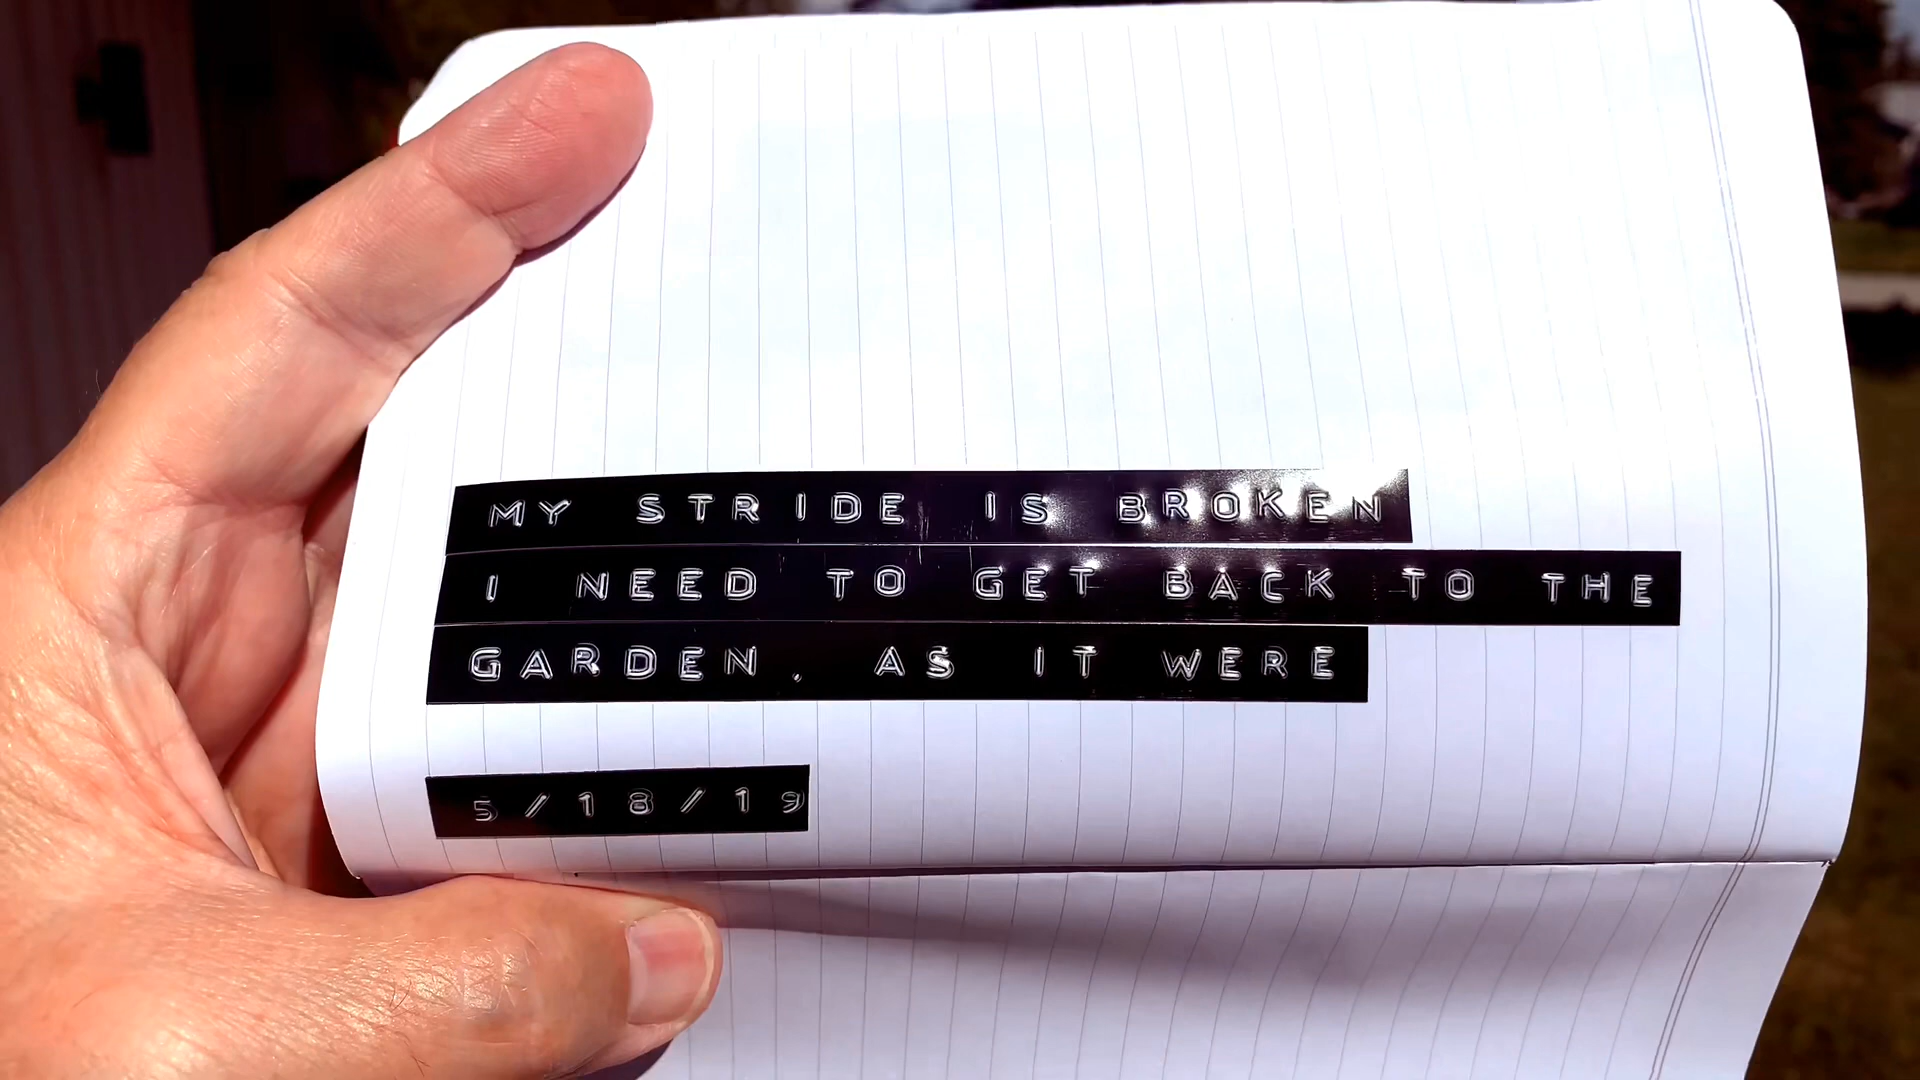 MY STRIDE IS BROKEN
I NEED TO GET BACK TO THE
GARDEN, AS IT WERE
5/18/19